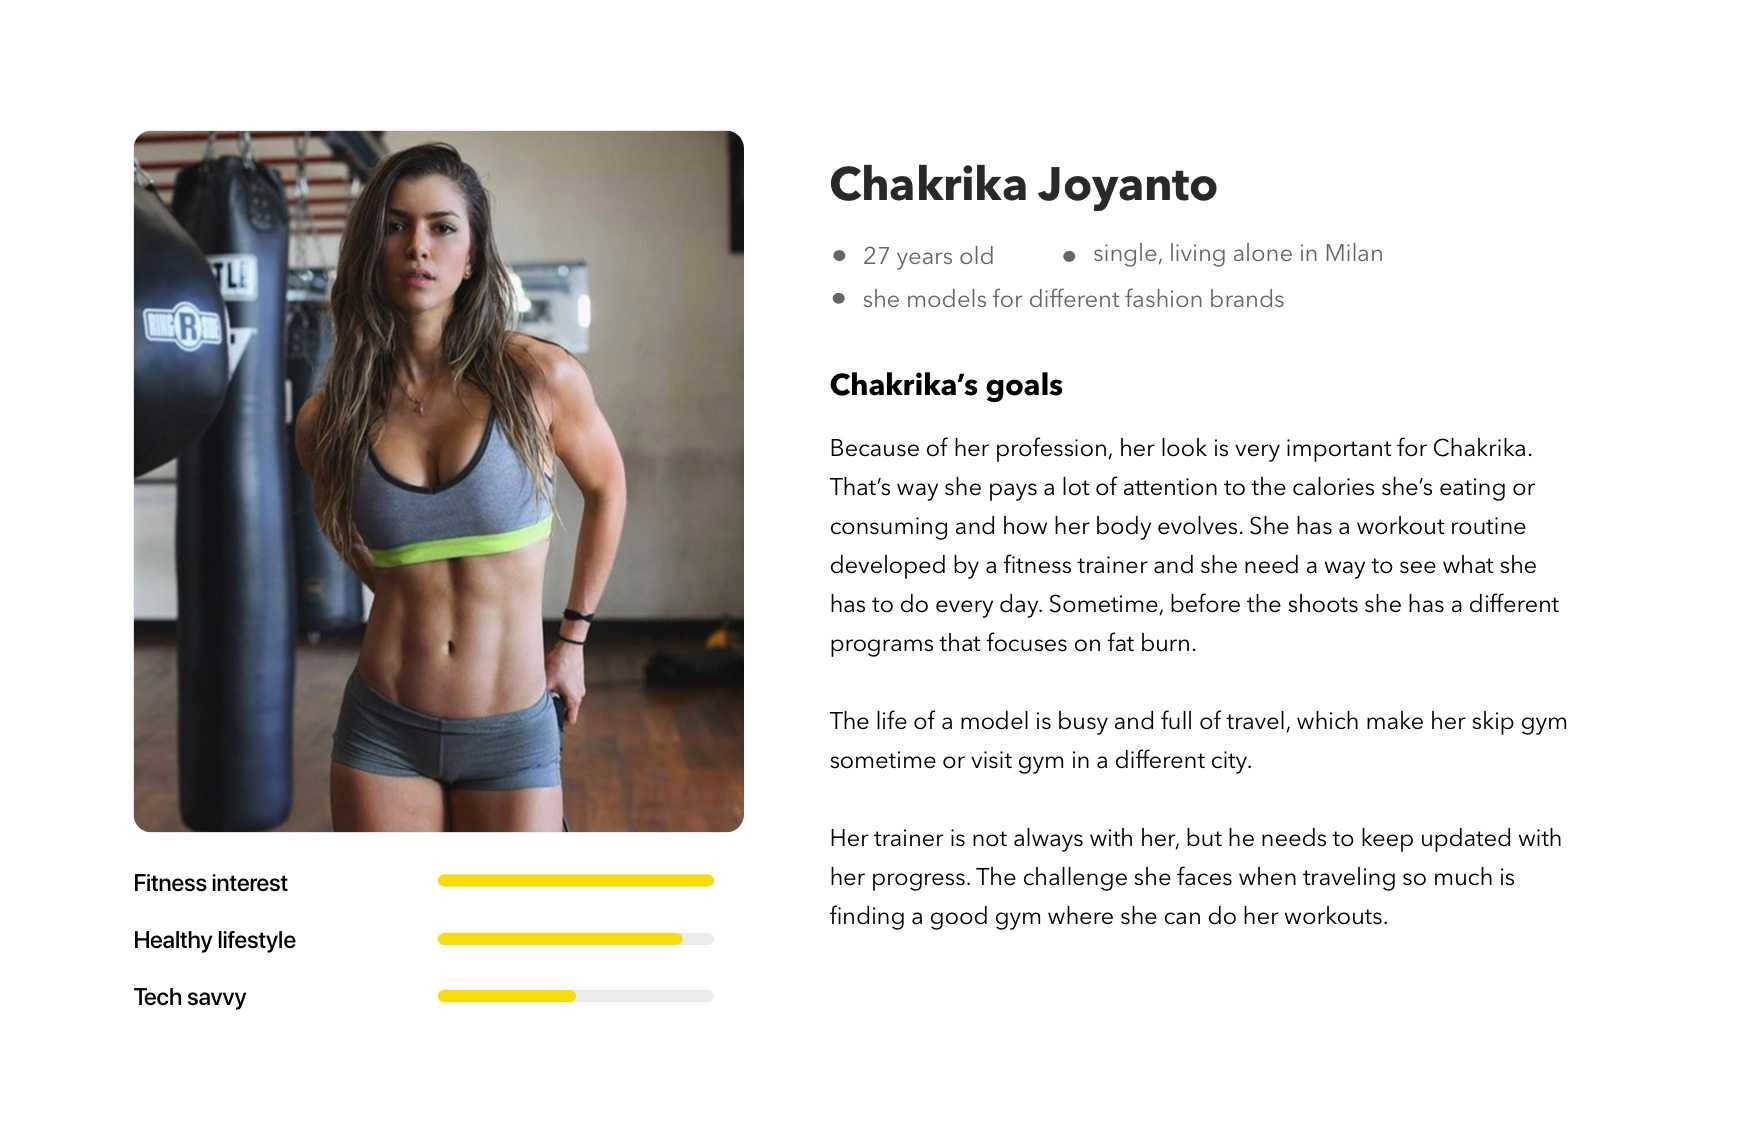 TLE
RING R SIDE
Chakrika Joyanto
27 years old
single, living alone in Milan
she models for different fashion brands
Chakrika’s goals
Because of her profession, her look is very important for Chakrika.
That’s way she pays a lot of attention to the calories she’s eating or
consuming and how her body evolves. She has a workout routine
developed by a fitness trainer and she need a way to see what she
has to do every day. Sometime, before the shoots she has a different
programs that focuses on fat burn.
The life of a model is busy and full of travel, which make her skip gym
sometime or visit gym in a different city.
Her trainer is not always with her, but he needs to keep updated with
her progress. The challenge she faces when traveling so much is
finding a good gym where she can do her workouts.
Fitness interest
Healthy lifestyle
Tech savvy